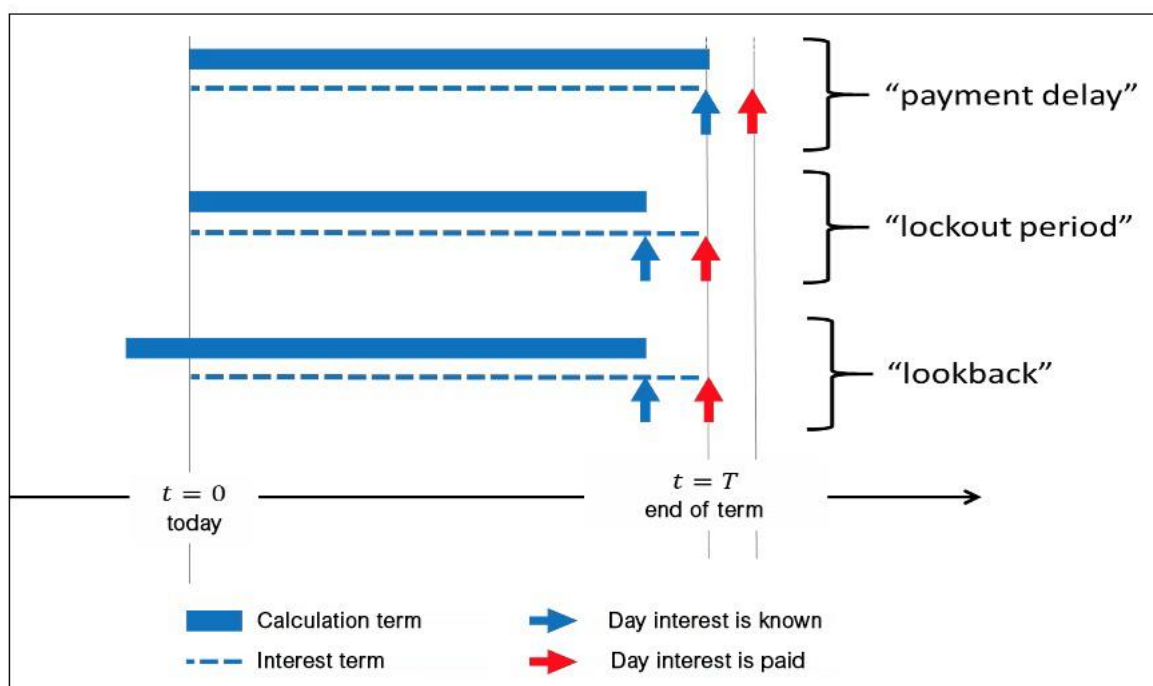 “payment delay”
“lockout period”
“lookback”
t = 0
today
t = T
end of term
Calculation term
Day interest is known
Interest term
Day interest is paid